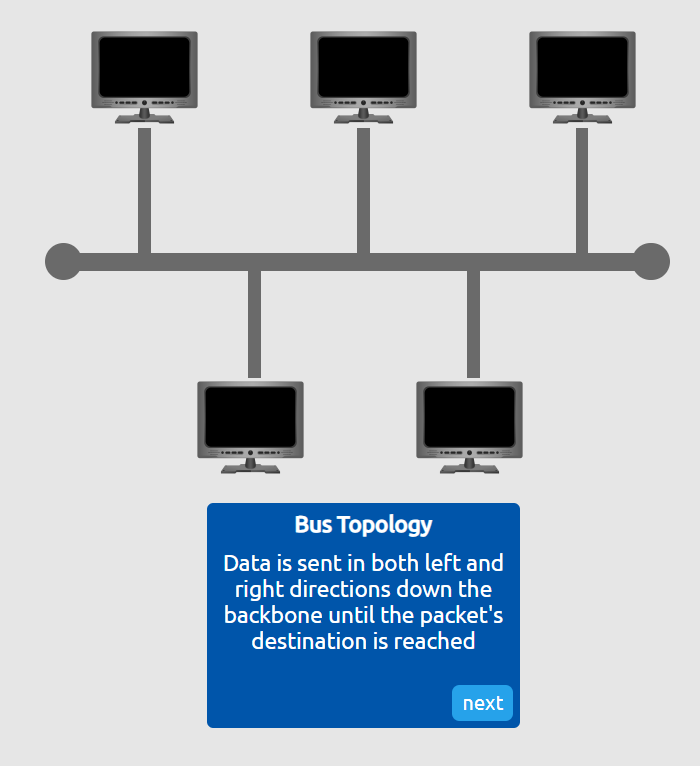 Bus Topology
Data is sent in both left and
right directions down the
backbone until the packet's
destination is reached
next